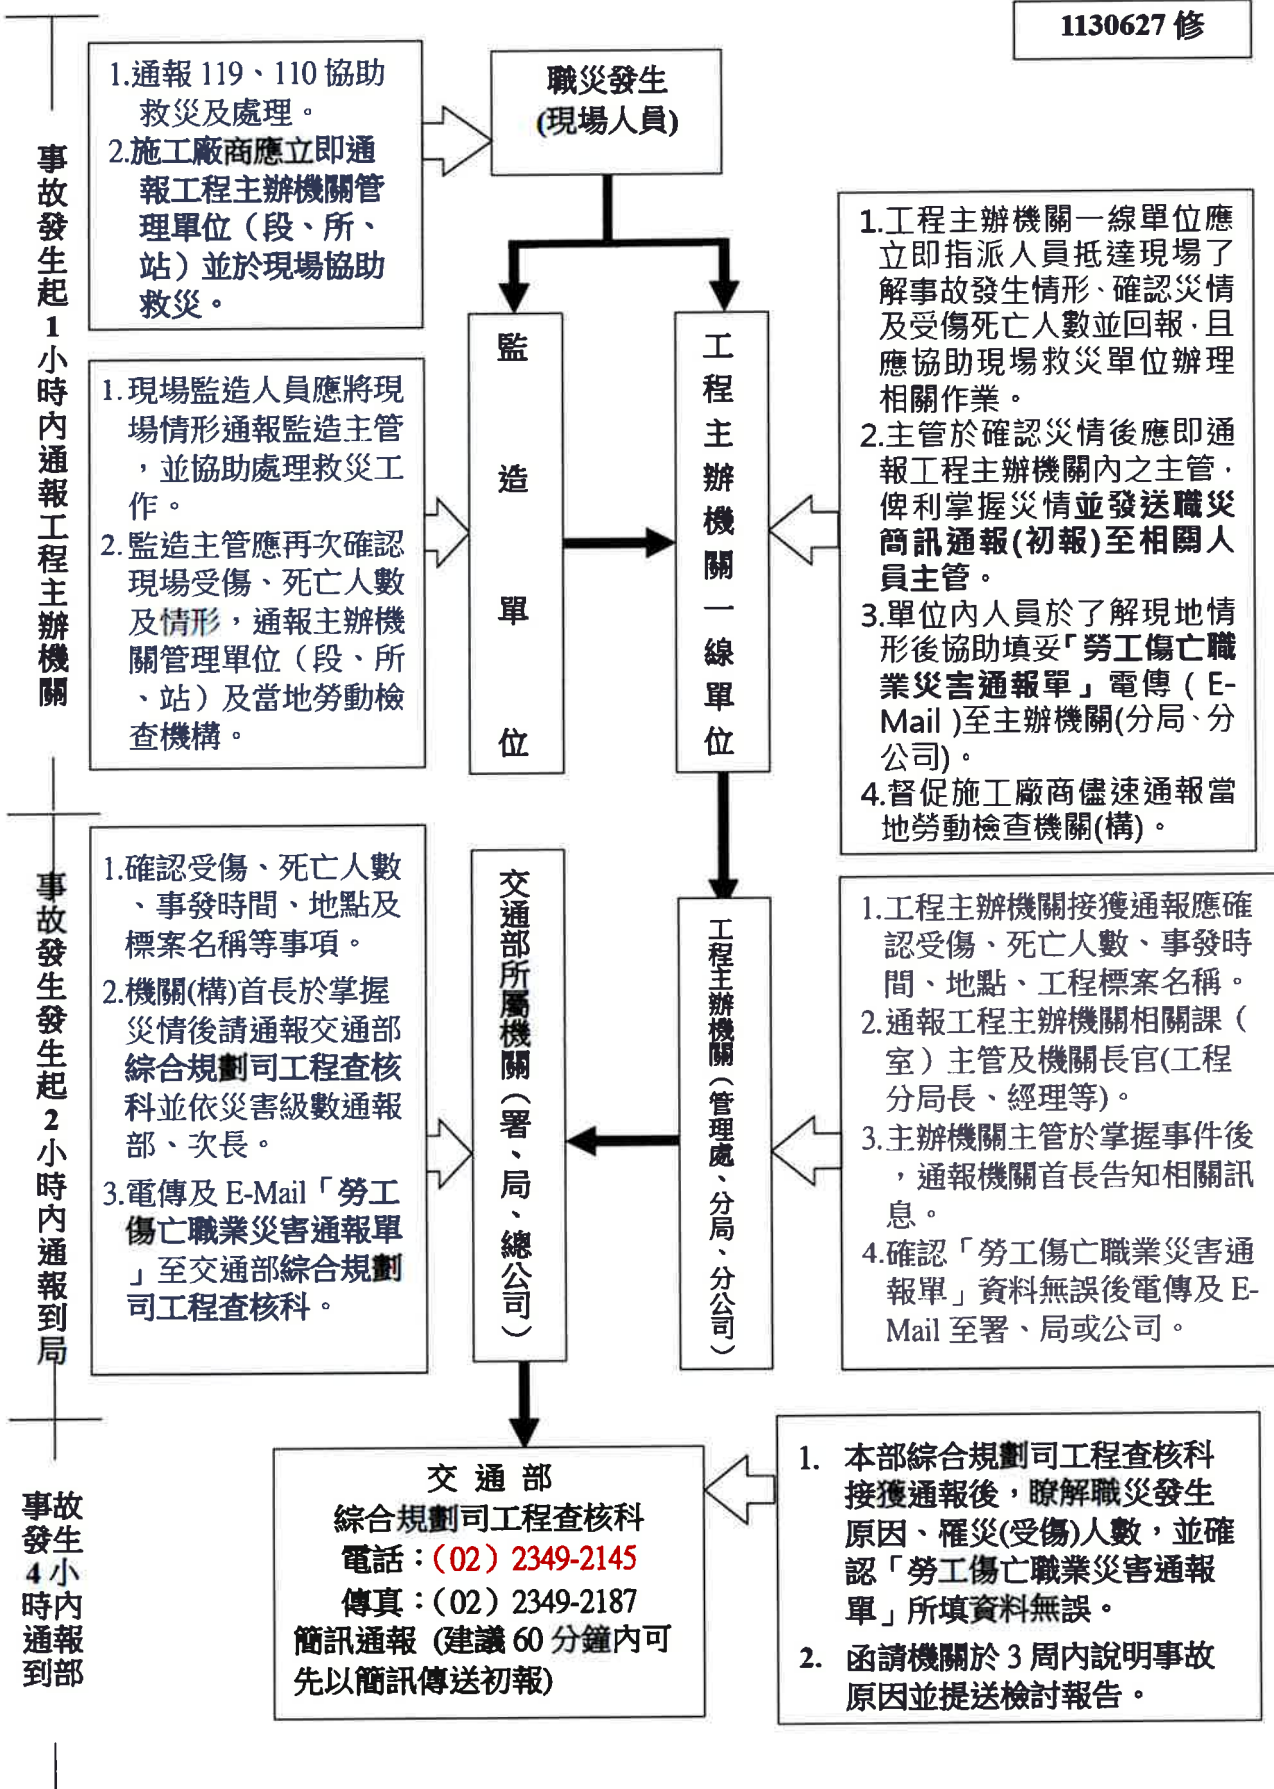 1130627 修
事故發生起1小時內通報工程主辦機關
1.通報 119、110 協助
救災及處理。
2.施工廠商應立即通
報工程主辦機關管
理單位（段、所、
站）並於現場協助
救災。
職災發生
(現場人員)
1.現場監造人員應將現
場情形通報監造主管
，並協助處理救災工
作。
2.監造主管應再次確認
現場受傷、死亡人數
及情形，通報主辦機
關管理單位（段、所
、站）及當地勞動檢
查機構。
監造單位
工程主辦機關一線單位
1.工程主辦機關一線單位應
立即指派人員抵達現場了
解事故發生情形、確認災情
及受傷死亡人數並回報，且
應協助現場救災單位辦理
相關作業。
2.主管於確認災情後應即通
報工程主辦機關內之主管，
俾利掌握災情並發送職災
簡訊通報(初報)至相關人
員主管。
3.單位內人員於了解現地情
形後協助填妥「勞工傷亡職
業災害通報單」電傳 ( E-
Mail )至主辦機關(分局、分
公司)。
4.督促施工廠商儘速通報當
地勞動檢查機關(構)。
事故發生發生起2小時內通報到局
1.確認受傷、死亡人數
、事發時間、地點及
標案名稱等事項。
2.機關(構)首長於掌握
災情後請通報交通部
綜合規劃司工程查核
科並依災害級數通報
部、次長。
3.電傳及 E-Mail「勞工
傷亡職業災害通報單
」至交通部綜合規劃
司工程查核科。
交通部所屬機關（署、局、總公司）
工程主辦機關（管理處、分局、分公司）
1.工程主辦機關接獲通報應確
認受傷、死亡人數、事發時
間、地點、工程標案名稱。
2.通報工程主辦機關相關課（
室）主管及機關長官(工程
分局長、經理等)。
3.主辦機關主管於掌握事件後
，通報機關首長告知相關訊
息。
4.確認「勞工傷亡職業災害通
報單」資料無誤後電傳及 E-
Mail 至署、局或公司。
事故
發生
4 小
時內
通報
到部
交 通 部
綜合規劃司工程查核科
電話：（02）2349-2145
傳真：（02）2349-2187
簡訊通報 (建議 60 分鐘內可
先以簡訊傳送初報)
1. 本部綜合規劃司工程查核科
接獲通報後，瞭解職災發生
原因、罹災(受傷)人數，並確
認「勞工傷亡職業災害通報
單」所填資料無誤。
2. 函請機關於 3 周內說明事故
原因並提送檢討報告。